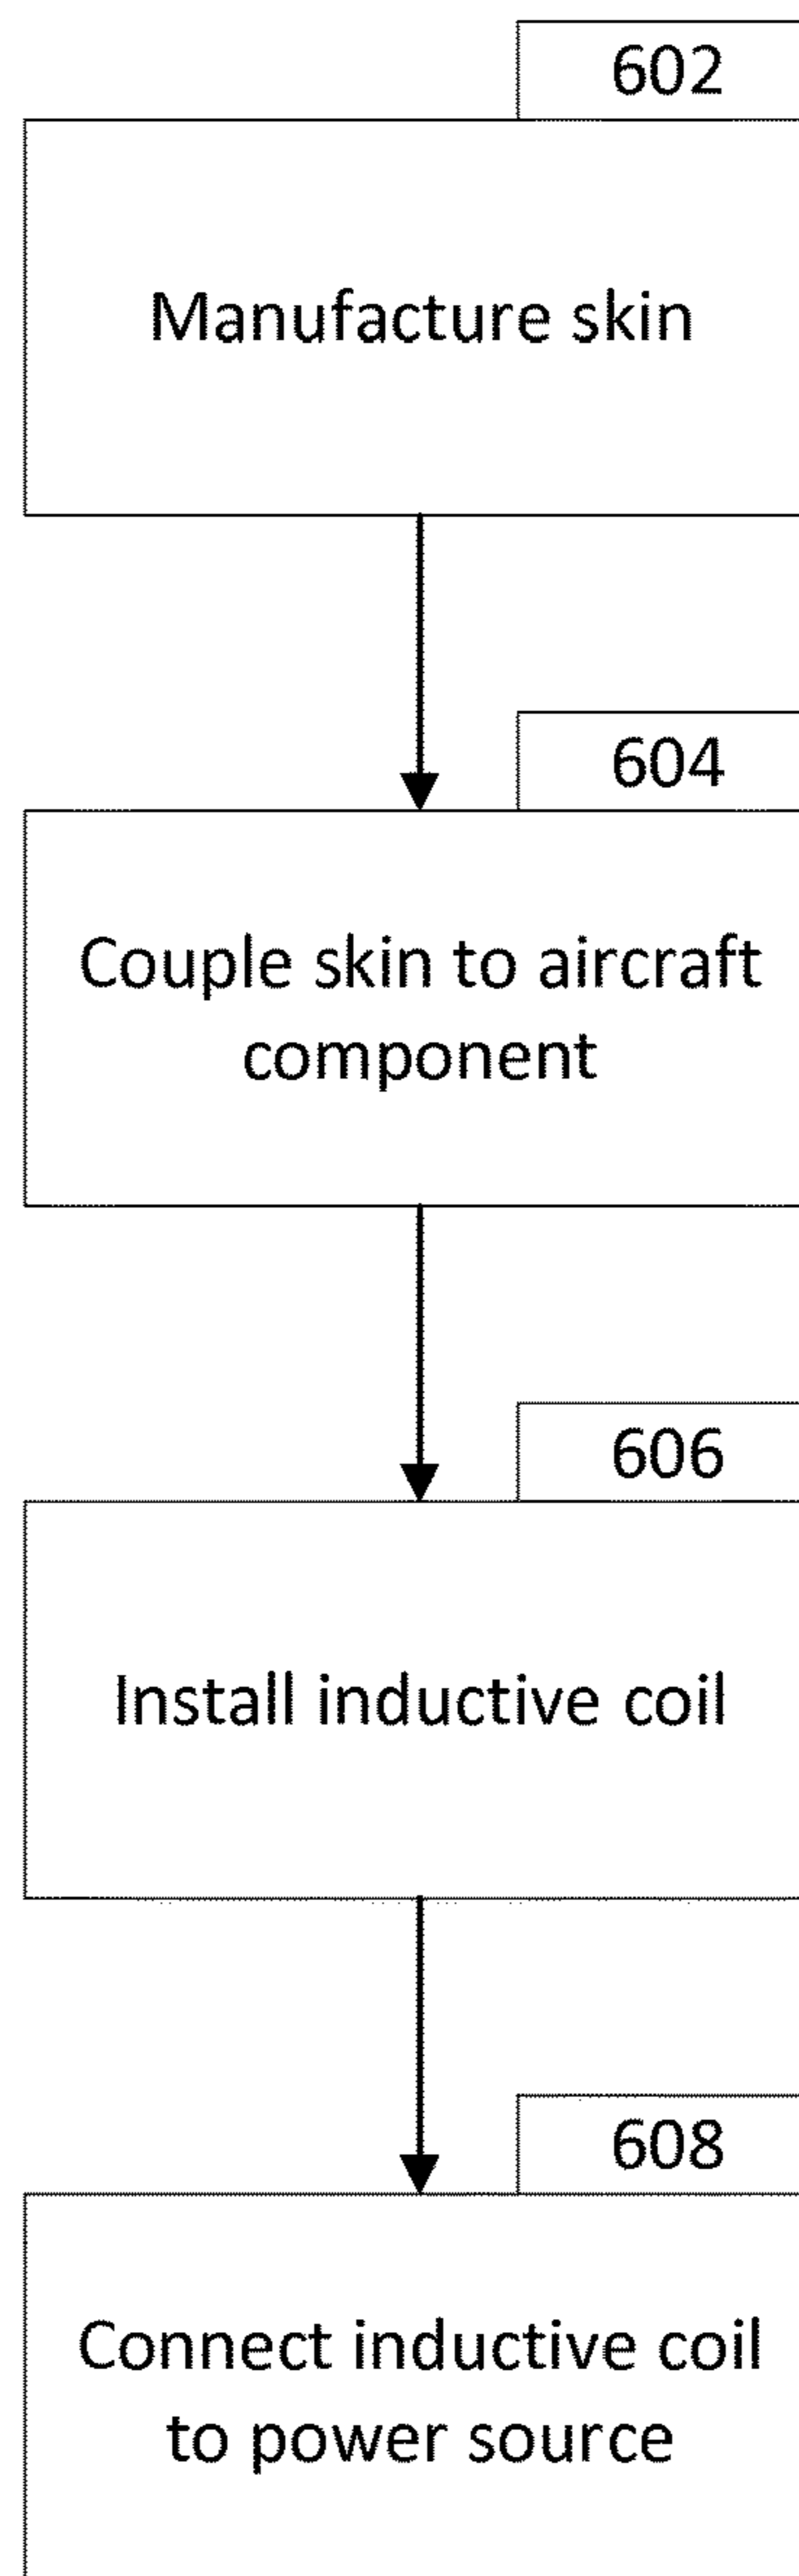 602
Manufacture skin
604
Couple skin to aircraft
component
606
Install inductive coil
608
Connect inductive coil
to power source